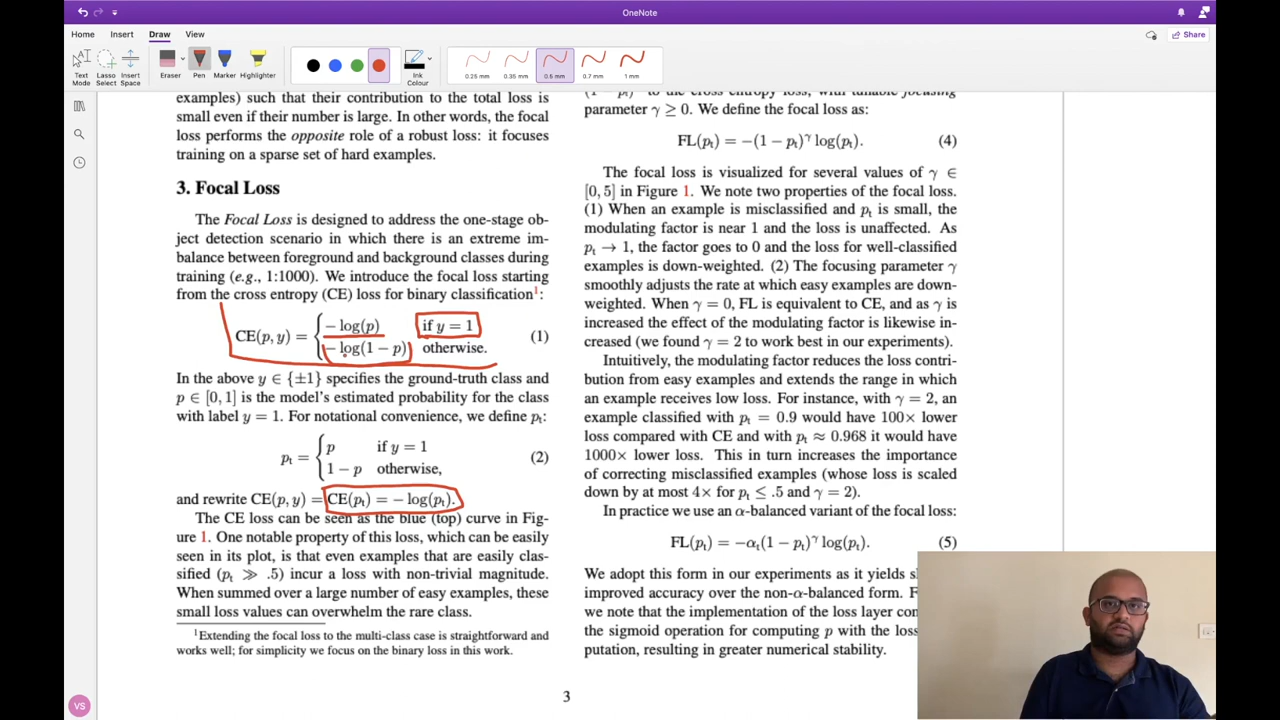 OneNote
Home Insert Draw View
Share
Text Mode
Lasso Select
Insert Space
Eraser
Pen
Marker
Highlighter
Ink Colour
0.25 mm
0.35 mm
0.5 mm
0.7 mm
1 mm
examples) such that their contribution to the total loss is
small even if their number is large. In other words, the focal
loss performs the opposite role of a robust loss: it focuses
training on a sparse set of hard examples.
3. Focal Loss
The Focal Loss is designed to address the one-stage ob-
ject detection scenario in which there is an extreme im-
balance between foreground and background classes during
training (e.g., 1:1000). We introduce the focal loss starting
from the cross entropy (CE) loss for binary classification1:
CE(p, y) = { − log(p) if y = 1
− log(1 − p) otherwise. (1)
In the above y ∈ {±1} specifies the ground-truth class and
p ∈ [0, 1] is the model's estimated probability for the class
with label y = 1. For notational convenience, we define pt:
pt = { p if y = 1
1 − p otherwise, (2)
and rewrite CE(p, y) = CE(pt) = − log(pt).
The CE loss can be seen as the blue (top) curve in Fig-
ure 1. One notable property of this loss, which can be easily
seen in its plot, is that even examples that are easily clas-
sified (pt ≫ .5) incur a loss with non-trivial magnitude.
When summed over a large number of easy examples, these
small loss values can overwhelm the rare class.
1Extending the focal loss to the multi-class case is straightforward and
works well; for simplicity we focus on the binary loss in this work.
(1 − pt) to the cross entropy loss, with tunable focusing
parameter γ ≥ 0. We define the focal loss as:
FL(pt) = −(1 − pt)γ log(pt). (4)
The focal loss is visualized for several values of γ ∈
[0, 5] in Figure 1. We note two properties of the focal loss.
(1) When an example is misclassified and pt is small, the
modulating factor is near 1 and the loss is unaffected. As
pt → 1, the factor goes to 0 and the loss for well-classified
examples is down-weighted. (2) The focusing parameter γ
smoothly adjusts the rate at which easy examples are down-
weighted. When γ = 0, FL is equivalent to CE, and as γ is
increased the effect of the modulating factor is likewise in-
creased (we found γ = 2 to work best in our experiments).
Intuitively, the modulating factor reduces the loss contri-
bution from easy examples and extends the range in which
an example receives low loss. For instance, with γ = 2, an
example classified with pt = 0.9 would have 100× lower
loss compared with CE and with pt ≈ 0.968 it would have
1000× lower loss. This in turn increases the importance
of correcting misclassified examples (whose loss is scaled
down by at most 4× for pt ≤ .5 and γ = 2).
In practice we use an α-balanced variant of the focal loss:
FL(pt) = −αt(1 − pt)γ log(pt). (5)
We adopt this form in our experiments as it yields
improved accuracy over the non-α-balanced form.
we note that the implementation of the loss layer
the sigmoid operation for computing p with the loss
putation, resulting in greater numerical stability.
3
VS